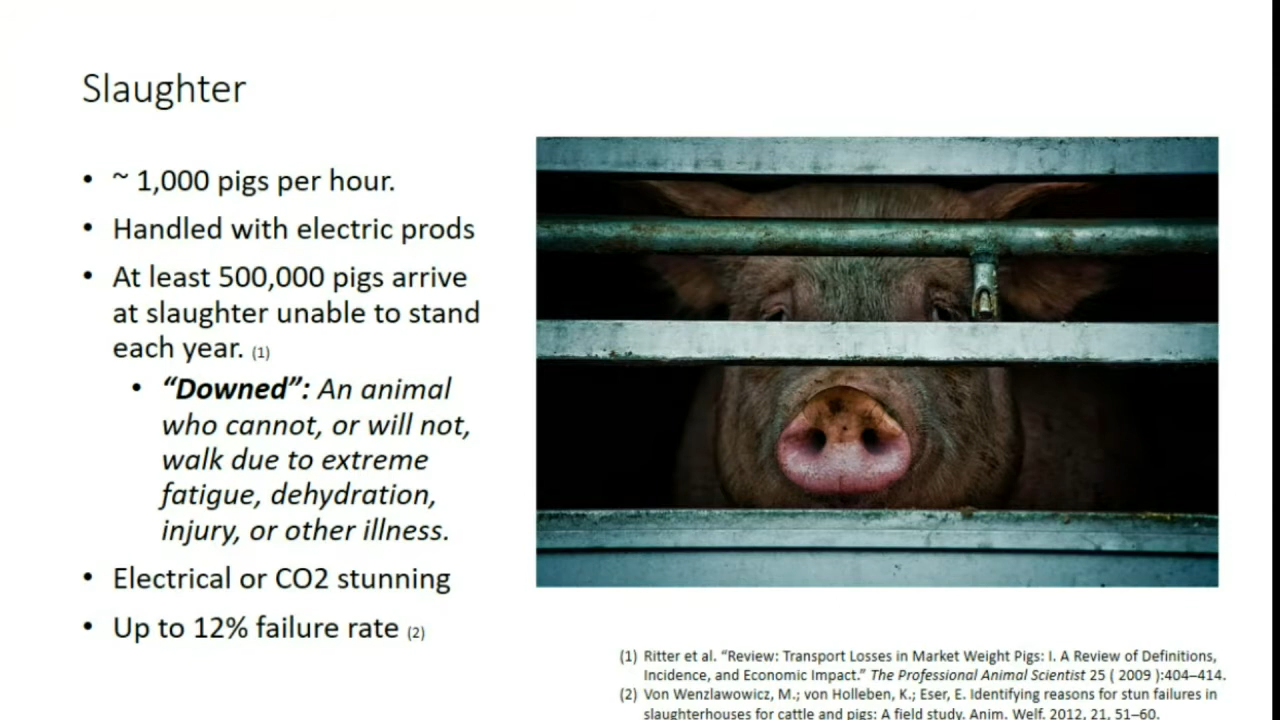 Slaughter
• ~ 1,000 pigs per hour.
• Handled with electric prods
• At least 500,000 pigs arrive
at slaughter unable to stand
each year. (1)
• “Downed”: An animal
who cannot, or will not,
walk due to extreme
fatigue, dehydration,
injury, or other illness.
• Electrical or CO2 stunning
• Up to 12% failure rate (2)
(1) Ritter et al. “Review: Transport Losses in Market Weight Pigs: I. A Review of Definitions,
Incidence, and Economic Impact.” The Professional Animal Scientist 25 ( 2009 ):404–414.
(2) Von Wenzlawowicz, M.; von Holleben, K.; Eser, E. Identifying reasons for stun failures in
slaughterhouses for cattle and pigs: A field study. Anim. Welf. 2012, 21, 51–60.